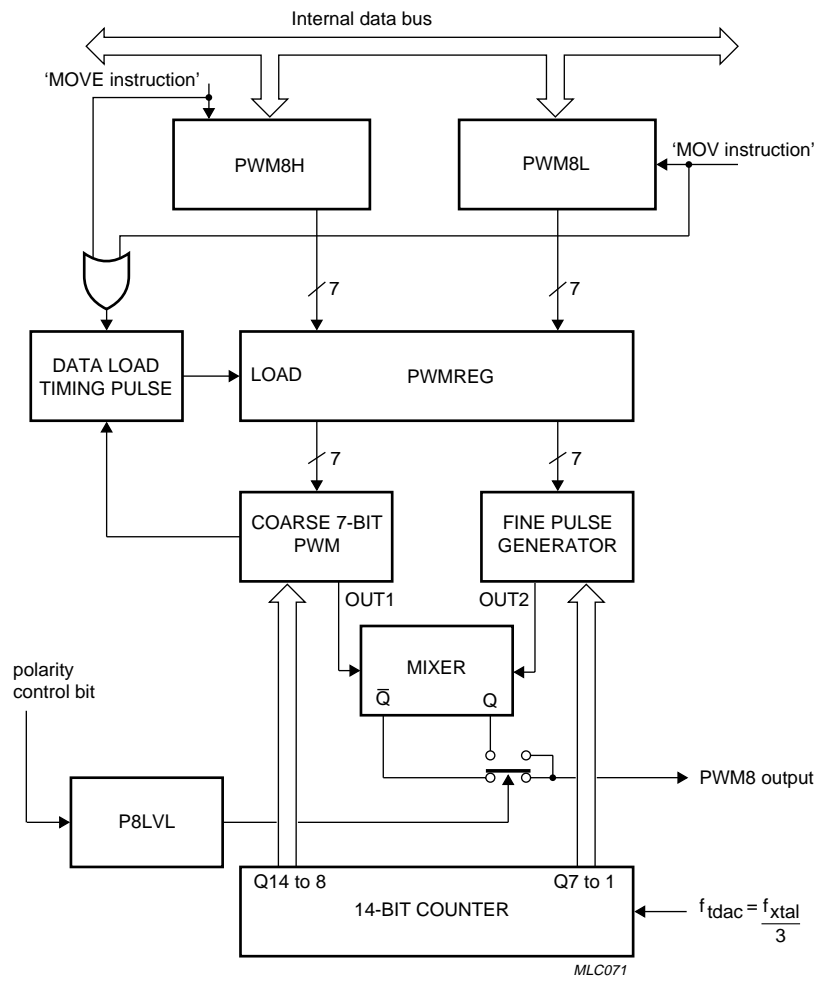 Internal data bus
‘MOVE instruction’
PWM8H
PWM8L
‘MOV instruction’
7
7
DATA LOAD
TIMING PULSE
LOAD
PWMREG
7
7
COARSE 7-BIT
PWM
FINE PULSE
GENERATOR
OUT1
OUT2
MIXER
Q̅
Q
polarity
control bit
P8LVL
PWM8 output
Q14 to 8
Q7 to 1
14-BIT COUNTER
f tdac = f xtal
3
MLC071